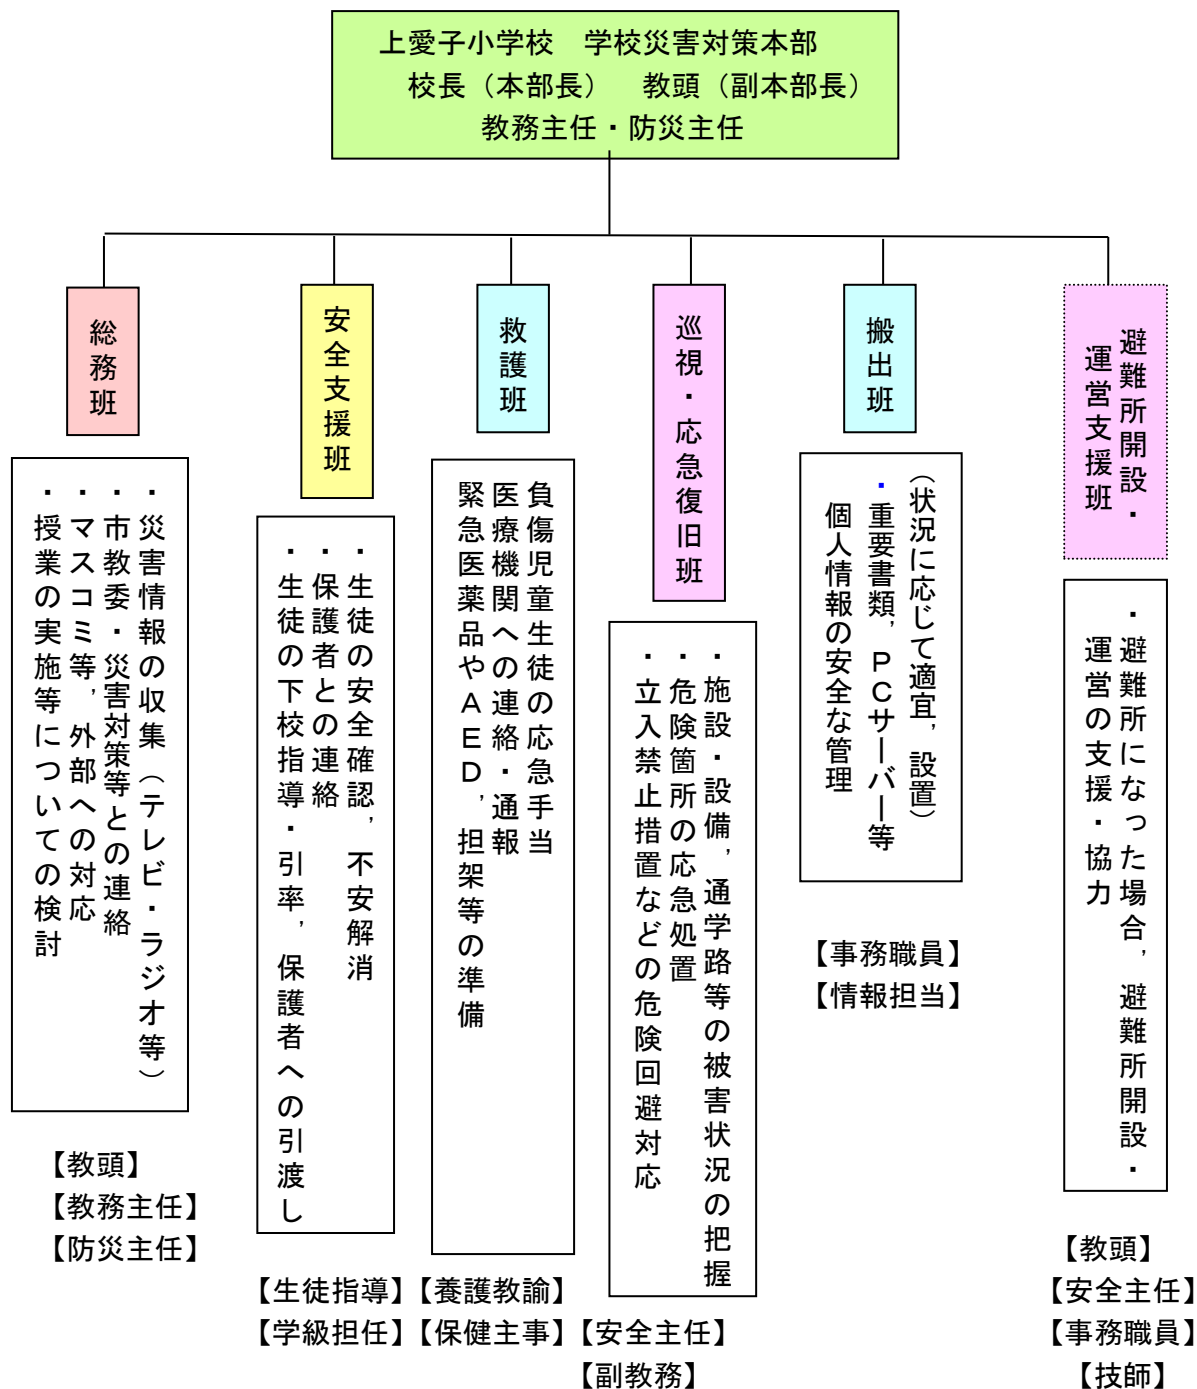 上愛子小学校　学校災害対策本部
校長（本部長）　教頭（副本部長）
教務主任・防災主任
総務班
・災害情報の収集（テレビ・ラジオ等）
・市教委・災害対策等との連絡
・マスコミ等，外部への対応
・授業の実施等についての検討
【教頭】
【教務主任】
【防災主任】
安全支援班
・生徒の安全確認，不安解消
・保護者との連絡
・生徒の下校指導・引率，保護者への引渡し
【生徒指導】
【学級担任】
救護班
負傷児童生徒の応急手当
医療機関への連絡・通報
緊急医薬品やＡＥＤ，担架等の準備
【養護教諭】
【保健主事】
巡視・応急復旧班
・施設・設備，通学路等の被害状況の把握
・危険箇所の応急処置
・立入禁止措置などの危険回避対応
【安全主任】
【副教務】
搬出班
（状況に応じて適宜，設置）
・重要書類，ＰＣサーバー等
個人情報の安全な管理
【事務職員】
【情報担当】
避難所開設・
運営支援班
・避難所になった場合，避難所開設・
運営の支援・協力
【教頭】
【安全主任】
【事務職員】
【技師】